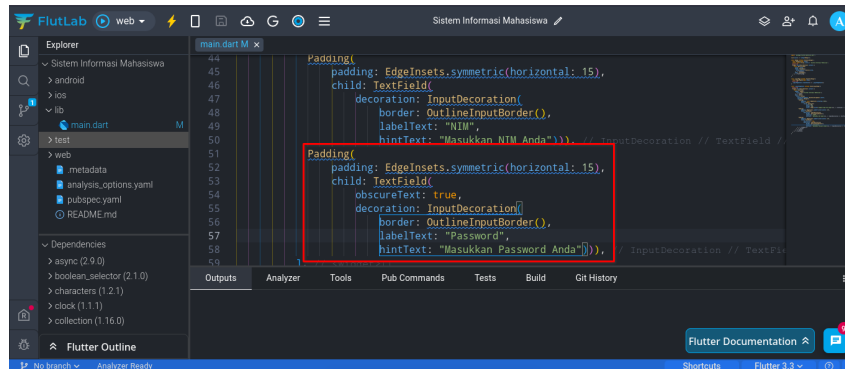 FlutLab web G Sistem Informasi Mahasiswa A
Explorer main.dart M ×
Sistem Informasi Mahasiswa
android
ios
lib
main.dart M
test
web
.metadata
analysis_options.yaml
pubspec.yaml
README.md
Dependencies
async (2.9.0)
boolean_selector (2.1.0)
characters (1.2.1)
clock (1.1.1)
collection (1.16.0)
Flutter Outline
44 Padding(
45 padding: EdgeInsets.symmetric(horizontal: 15),
46 child: TextField(
47 decoration: InputDecoration(
48 border: OutlineInputBorder(),
49 labelText: "NIM",
50 hintText: "Masukkan NIM Anda"))), // InputDecoration // TextField //
51 Padding(
52 padding: EdgeInsets.symmetric(horizontal: 15),
53 child: TextField(
54 obscureText: true,
55 decoration: InputDecoration(
56 border: OutlineInputBorder(),
57 labelText: "Password",
58 hintText: "Masukkan Password Anda"))), // InputDecoration // TextFie
59
Outputs Analyzer Tools Pub Commands Tests Build Git History
Flutter Documentation
No branch Analyzer Ready Shortcuts Flutter 3.3